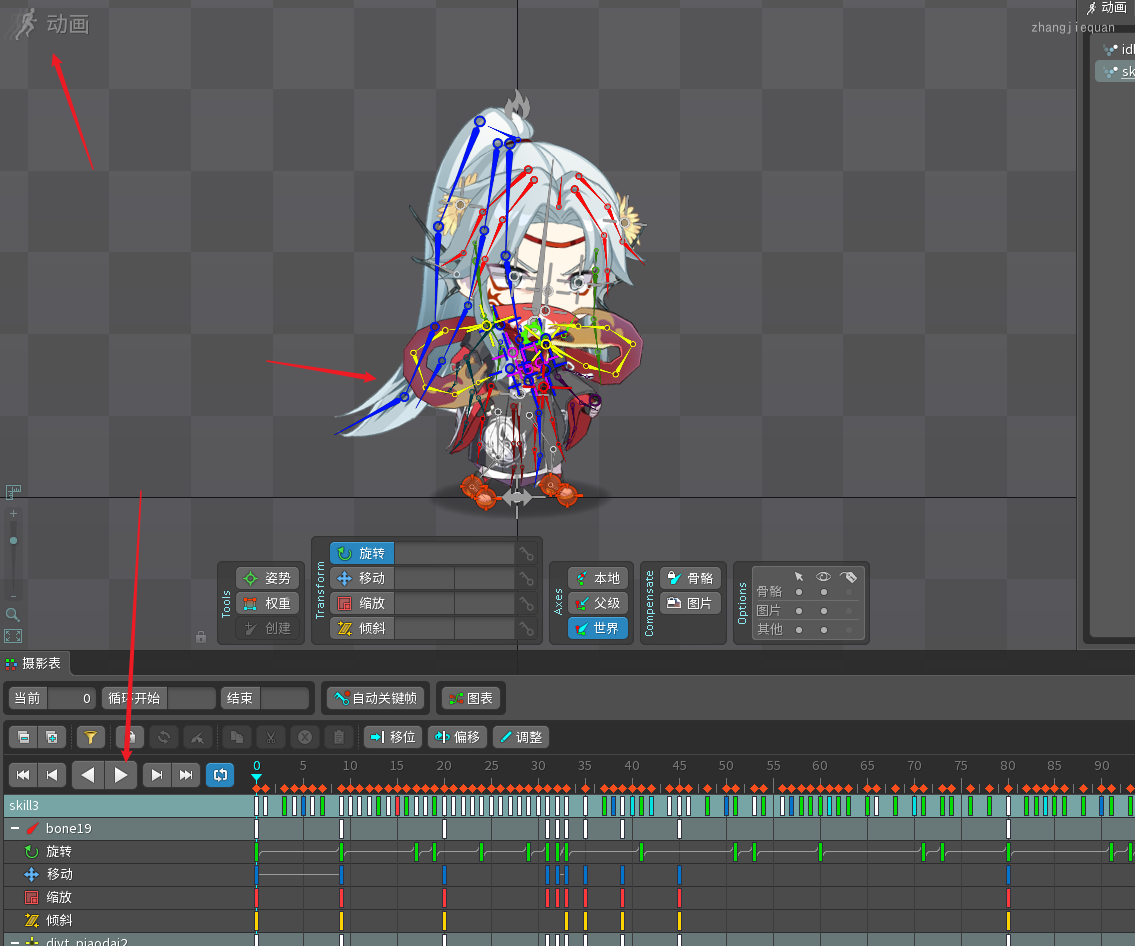 动画
动画
zhangjiequan
idl
sk
Tools
姿势
权重
创建
Transform
旋转
移动
缩放
倾斜
Axes
本地
父级
世界
Compensate
骨骼
图片
Options
骨骼
图片
其他
摄影表
当前 0 循环开始 结束 自动关键帧 图表
移位 偏移 调整
0 5 10 15 20 25 30 35 40 45 50 55 60 65 70 75 80 85 90
skill3
bone19
旋转
移动
缩放
倾斜
diyt_piaodai2